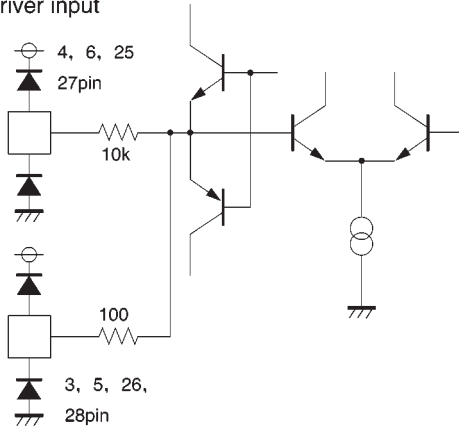 river input
4, 6, 25
27pin
10k
100
3, 5, 26,
28pin